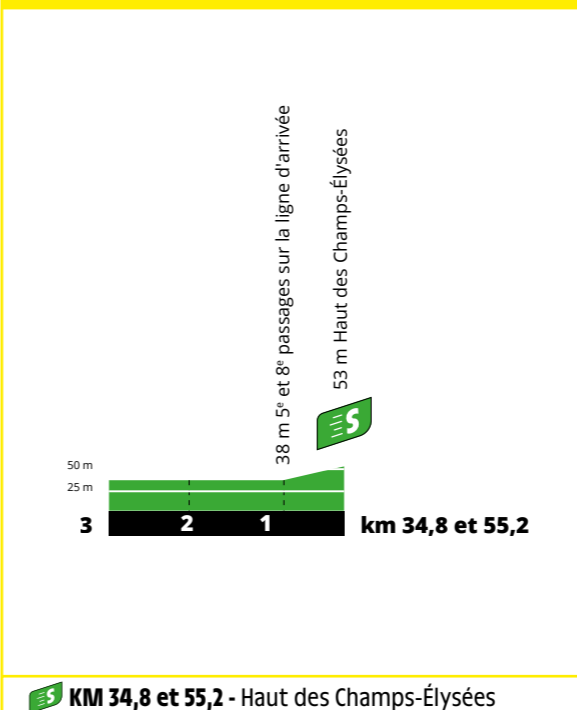 38 m 5e et 8e passages sur la ligne d'arrivée
53 m Haut des Champs-Élysées
S
50 m
25 m
3 2 1 km 34,8 et 55,2
S KM 34,8 et 55,2 - Haut des Champs-Élysées